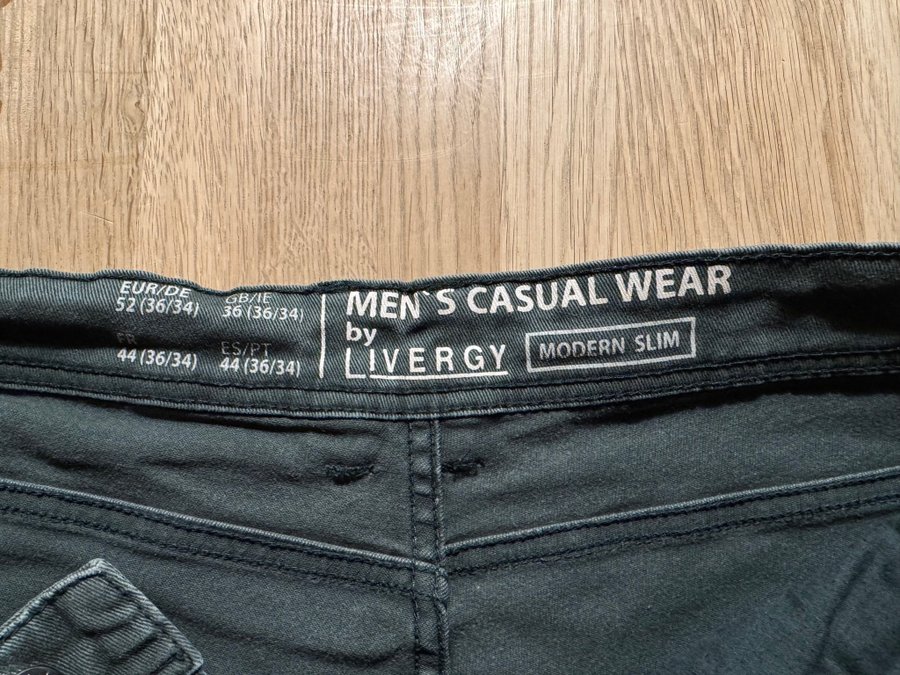 EUR/DE
52 (36/34)
GB/IE
36 (36/34)
FR
44 (36/34)
ES/PT
44 (36/34)
MEN`S CASUAL WEAR
by
LIVERGY
MODERN SLIM